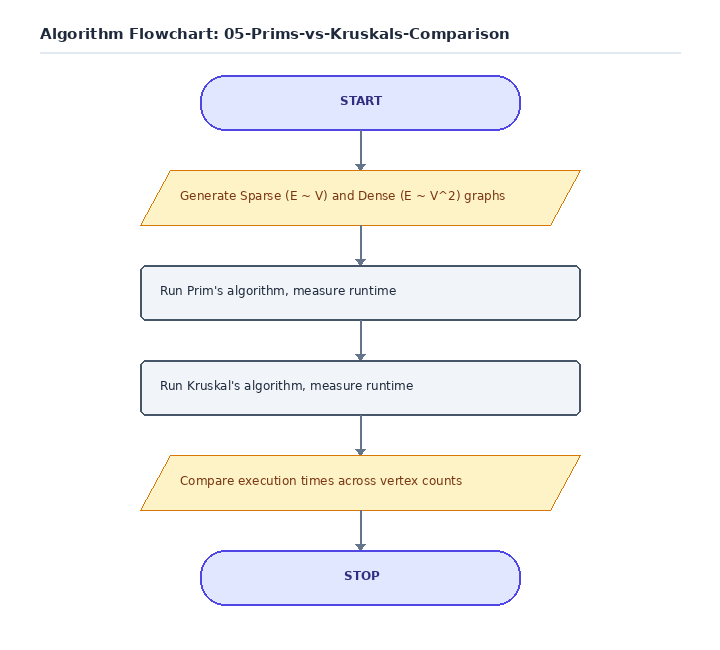 Algorithm Flowchart: 05-Prims-vs-Kruskals-Comparison
START
Generate Sparse (E ~ V) and Dense (E ~ V^2) graphs
Run Prim's algorithm, measure runtime
Run Kruskal's algorithm, measure runtime
Compare execution times across vertex counts
STOP